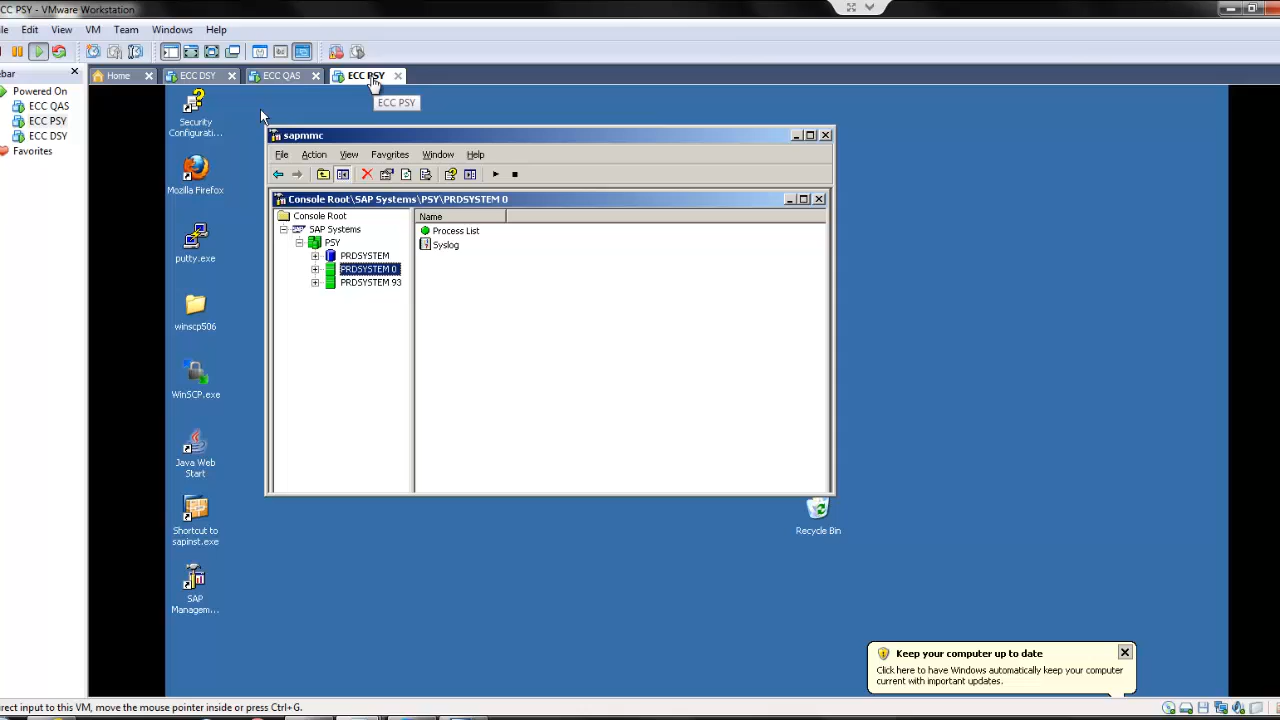 ECC PSY - VMware Workstation
ile Edit View VM Team Windows Help
bar
Home ECC DSY ECC QAS ECC PSY
ECC PSY
Powered On
ECC QAS
ECC PSY
ECC DSY
Favorites
Security
Configurati...
Mozilla Firefox
putty.exe
winscp506
WinSCP.exe
Java Web
Start
Shortcut to
sapinst.exe
SAP
Managem...
sapmmc
File Action View Favorites Window Help
Console Root\SAP Systems\PSY\PRDSYSTEM 0
Console Root
SAP Systems
PSY
PRDSYSTEM
PRDSYSTEM 0
PRDSYSTEM 93
Name
Process List
Syslog
Recycle Bin
Keep your computer up to date
Click here to have Windows automatically keep your computer
current with important updates.
rect input to this VM, move the mouse pointer inside or press Ctrl+G.